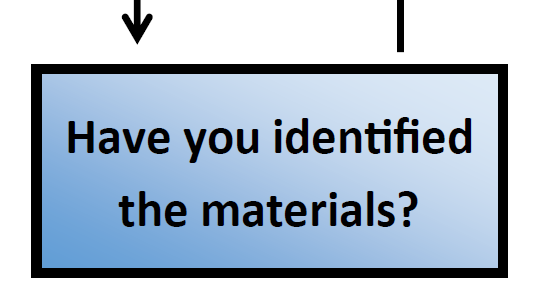 Have you identified
the materials?